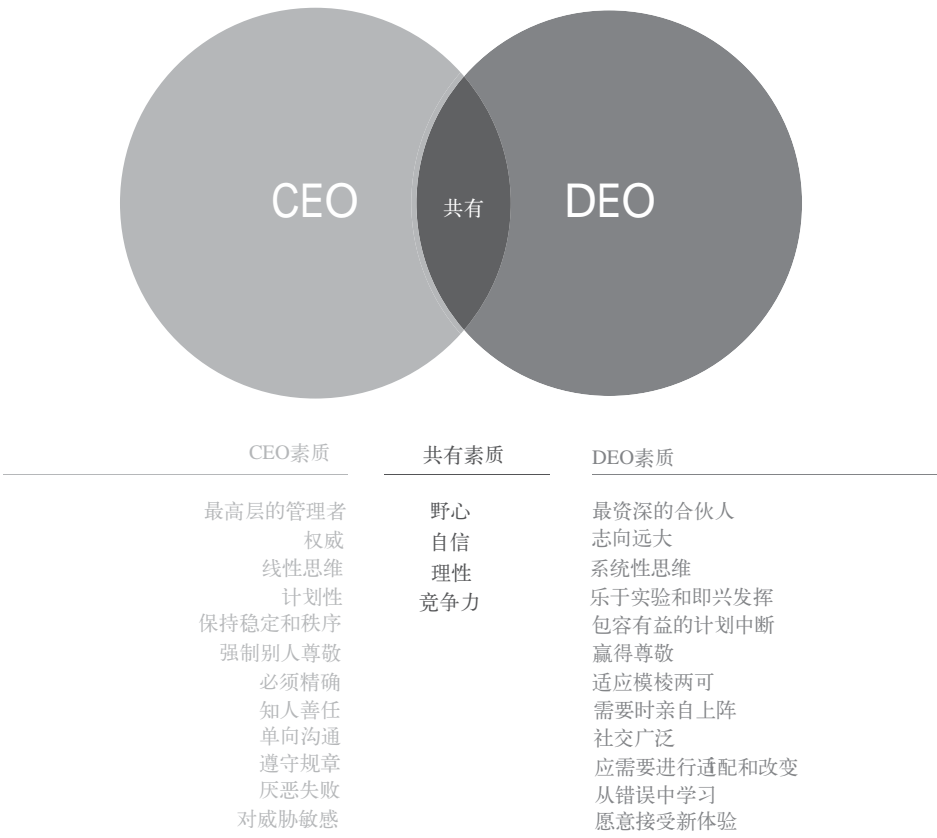 CEO
共有
DEO
CEO素质
最高层的管理者
权威
线性思维
计划性
保持稳定和秩序
强制别人尊敬
必须精确
知人善任
单向沟通
遵守规章
厌恶失败
对威胁敏感
共有素质
野心
自信
理性
竞争力
DEO素质
最资深的合伙人
志向远大
系统性思维
乐于实验和即兴发挥
包容有益的计划中断
赢得尊敬
适应模棱两可
需要时亲自上阵
社交广泛
应需要进行适配和改变
从错误中学习
愿意接受新体验